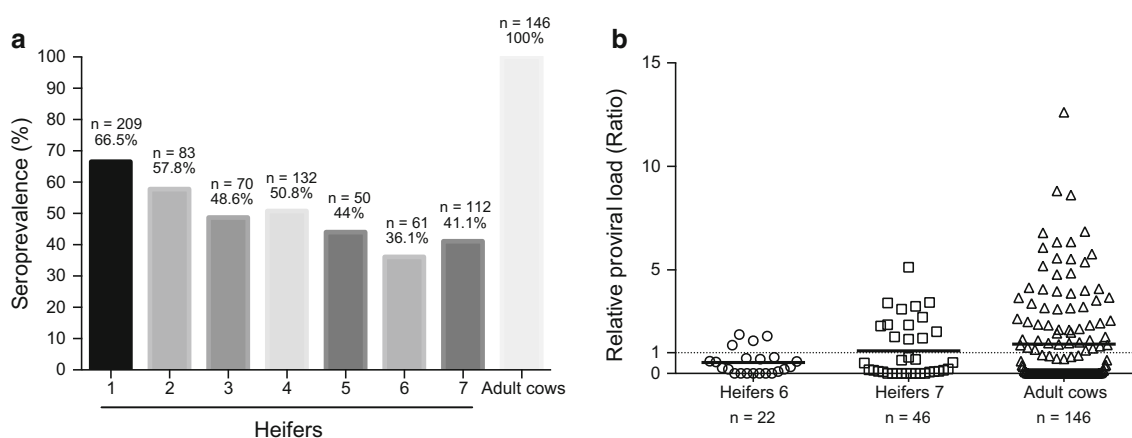 a
n = 146
100%
100
90
80
70
60
50
40
30
20
10
0
Seroprevalence (%)
n = 209
66.5%
n = 83
57.8%
n = 70
48.6%
n = 132
50.8%
n = 50
44%
n = 61
36.1%
n = 112
41.1%
1 2 3 4 5 6 7 Adult cows
Heifers
b
15
10
5
1
0
Relative proviral load (Ratio)
Heifers 6 Heifers 7 Adult cows
n = 22 n = 46 n = 146